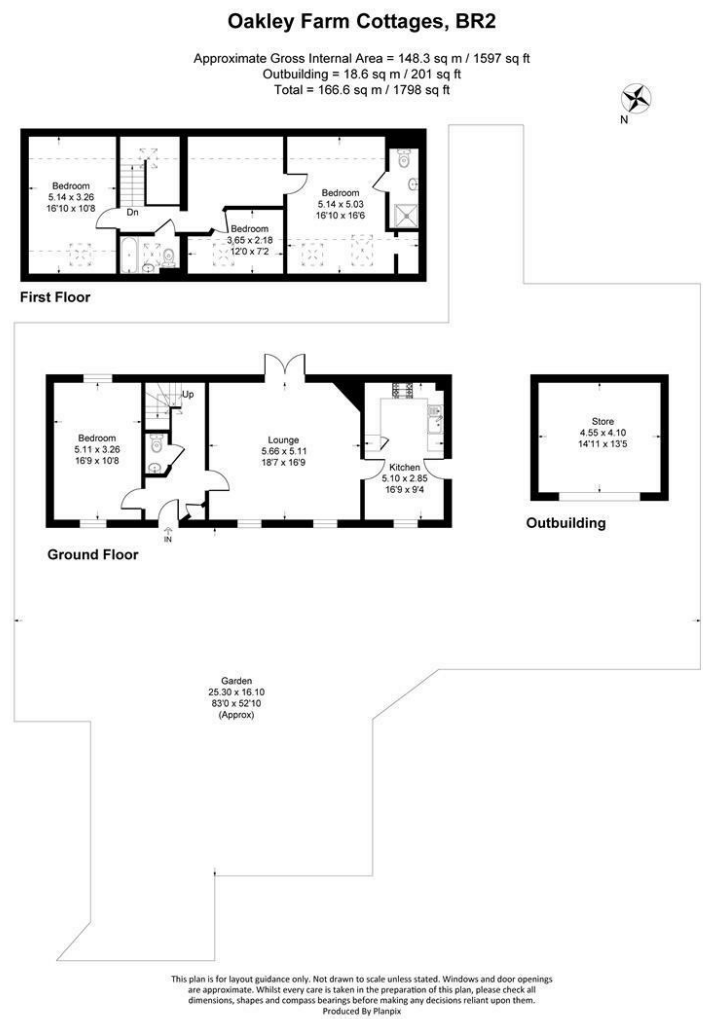 Oakley Farm Cottages, BR2
Approximate Gross Internal Area = 148.3 sq m / 1597 sq ft
Outbuilding = 18.6 sq m / 201 sq ft
Total = 166.6 sq m / 1798 sq ft
N
Bedroom
5.14 x 3.26
16'10 x 10'8
Dn
Bedroom
3.65 x 2.18
12'0 x 7'2
Bedroom
5.14 x 5.03
16'10 x 16'6
First Floor
Bedroom
5.11 x 3.26
16'9 x 10'8
Up
Lounge
5.66 x 5.11
18'7 x 16'9
Kitchen
5.10 x 2.85
16'9 x 9'4
IN
Ground Floor
Store
4.55 x 4.10
14'11 x 13'5
Outbuilding
Garden
25.30 x 16.10
83'0 x 52'10
(Approx)
This plan is for layout guidance only. Not drawn to scale unless stated. Windows and door openings
are approximate. Whilst every care is taken in the preparation of this plan, please check all
dimensions, shapes and compass bearings before making any decisions reliant upon them.
Produced By Planpix